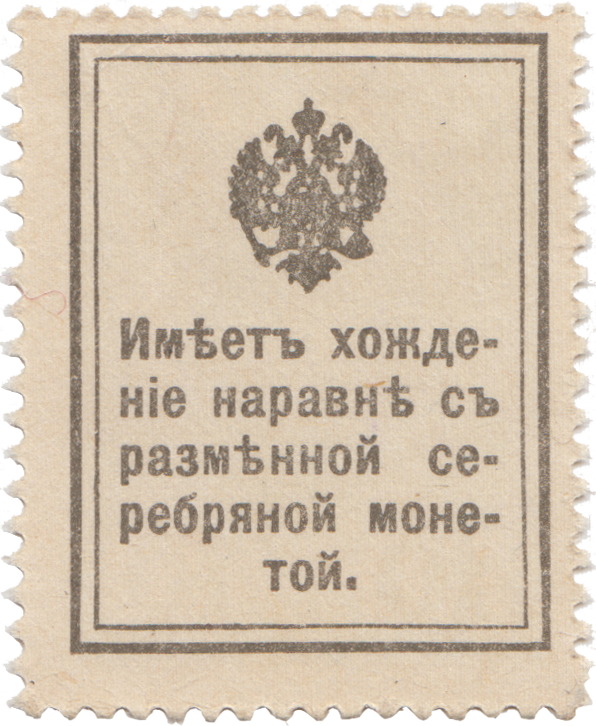 Имѣетъ хожде-
ніе наравнѣ съ
размѣнной се-
ребряной моне-
той.